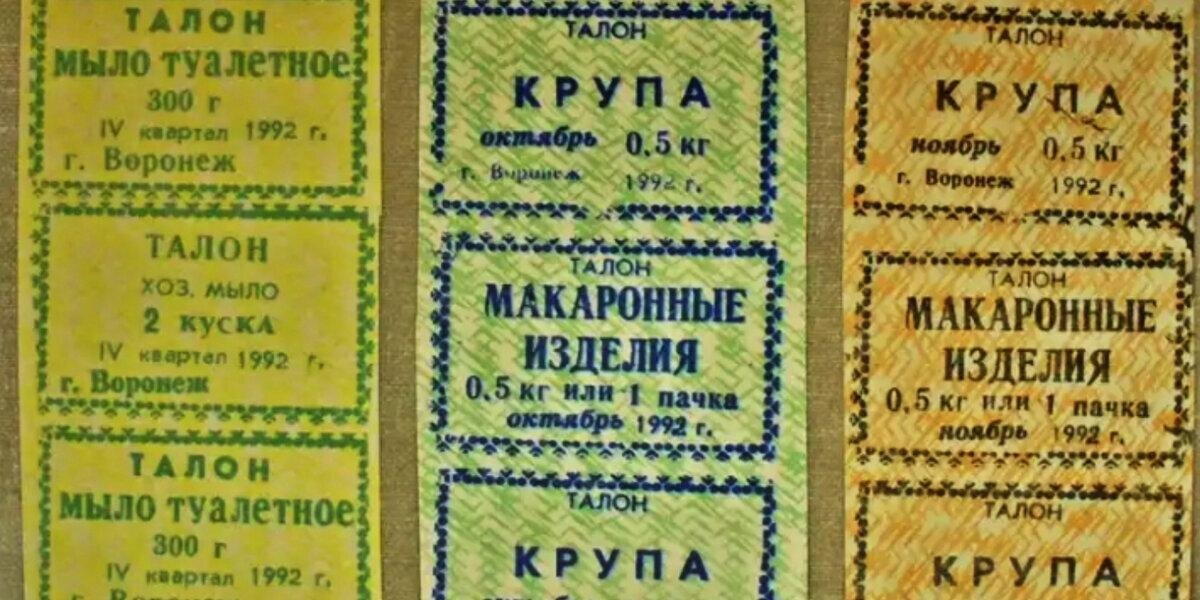 ТАЛОН
МЫЛО ТУАЛЕТНОЕ
300 г
IV квартал 1992 г.
г. Воронеж
ТАЛОН
ХОЗ. МЫЛО
2 куска
IV квартал 1992 г.
г. Воронеж
ТАЛОН
МЫЛО ТУАЛЕТНОЕ
300 г
IV квартал 1992 г.
ТАЛОН
КРУПА
октябрь 0.5 кг
г. Воронеж 1992 г.
ТАЛОН
МАКАРОННЫЕ
ИЗДЕЛИЯ
0.5 кг или 1 пачка
октябрь 1992 г.
ТАЛОН
КРУПА
ТАЛОН
КРУПА
ноябрь 0.5 кг
г. Воронеж 1992 г.
ТАЛОН
МАКАРОННЫЕ
ИЗДЕЛИЯ
0.5 кг или 1 пачка
ноябрь 1992 г.
ТАЛОН
КРУПА